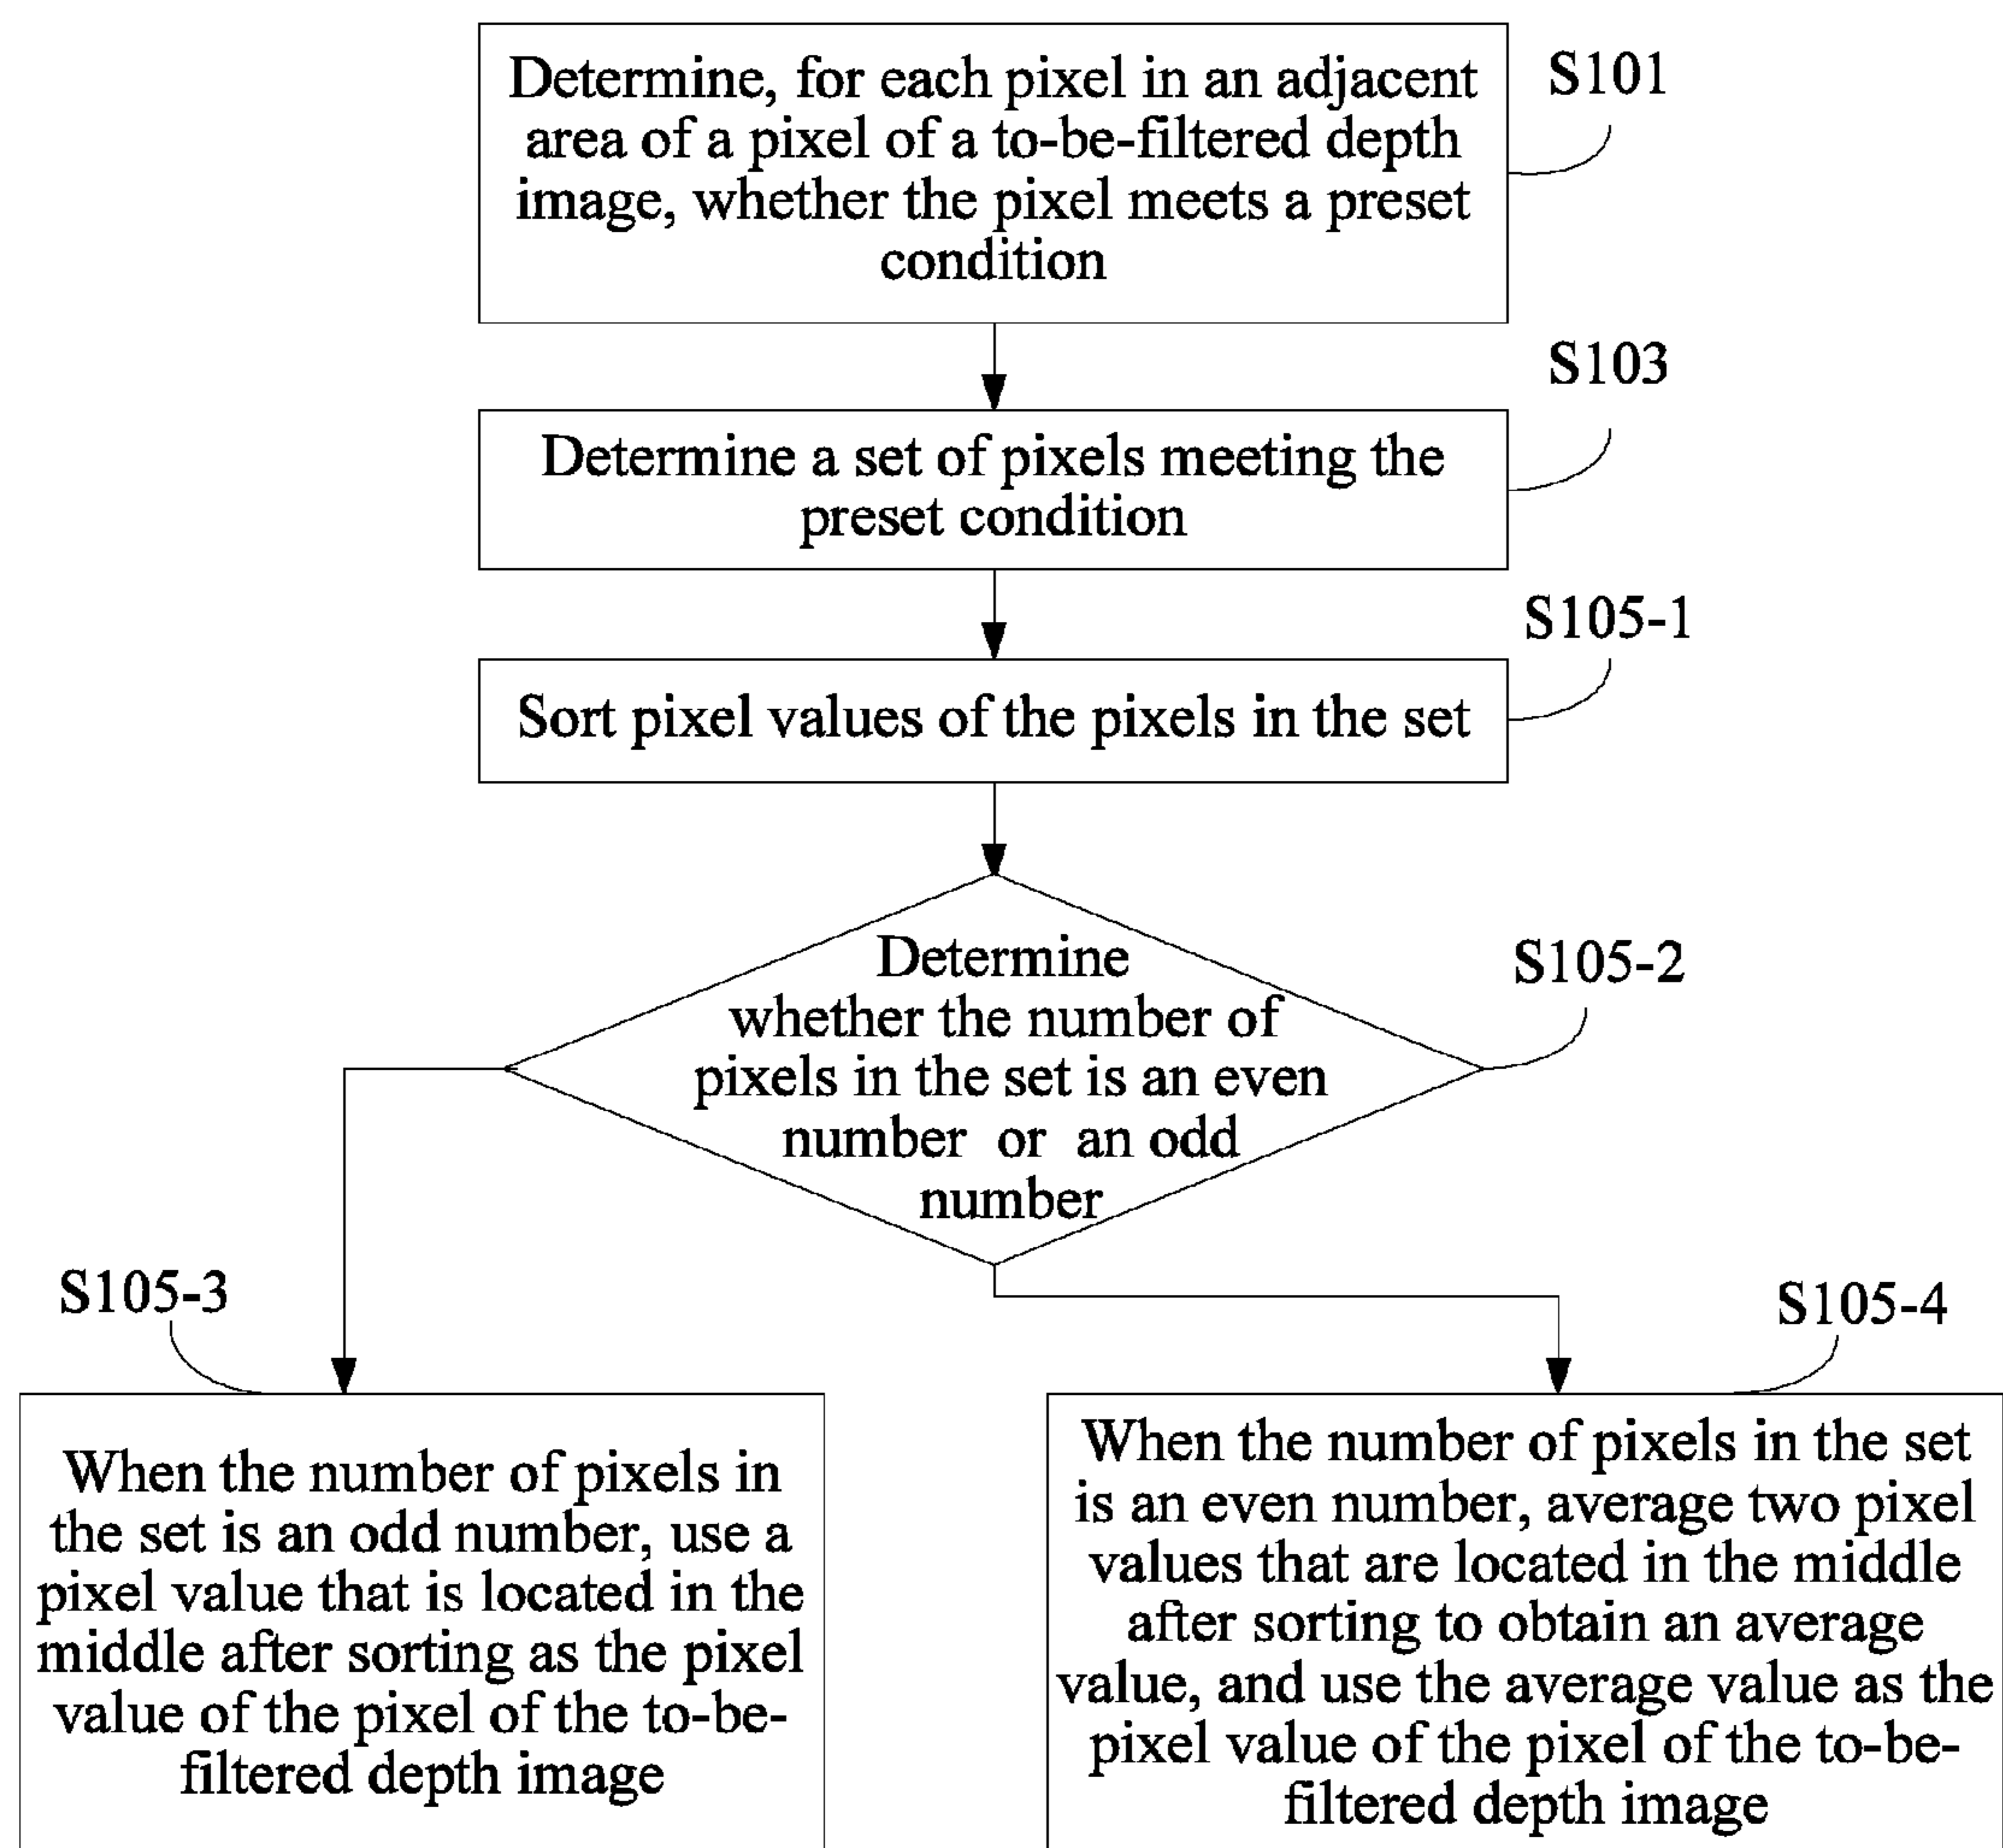 Determine, for each pixel in an adjacent
area of a pixel of a to-be-filtered depth
image, whether the pixel meets a preset
condition
S101
Determine a set of pixels meeting the
preset condition
S103
Sort pixel values of the pixels in the set
S105-1
Determine
whether the number of
pixels in the set is an even
number or an odd
number
S105-2
S105-3
When the number of pixels in
the set is an odd number, use a
pixel value that is located in the
middle after sorting as the pixel
value of the pixel of the to-be-
filtered depth image
S105-4
When the number of pixels in the set
is an even number, average two pixel
values that are located in the middle
after sorting to obtain an average
value, and use the average value as the
pixel value of the pixel of the to-be-
filtered depth image